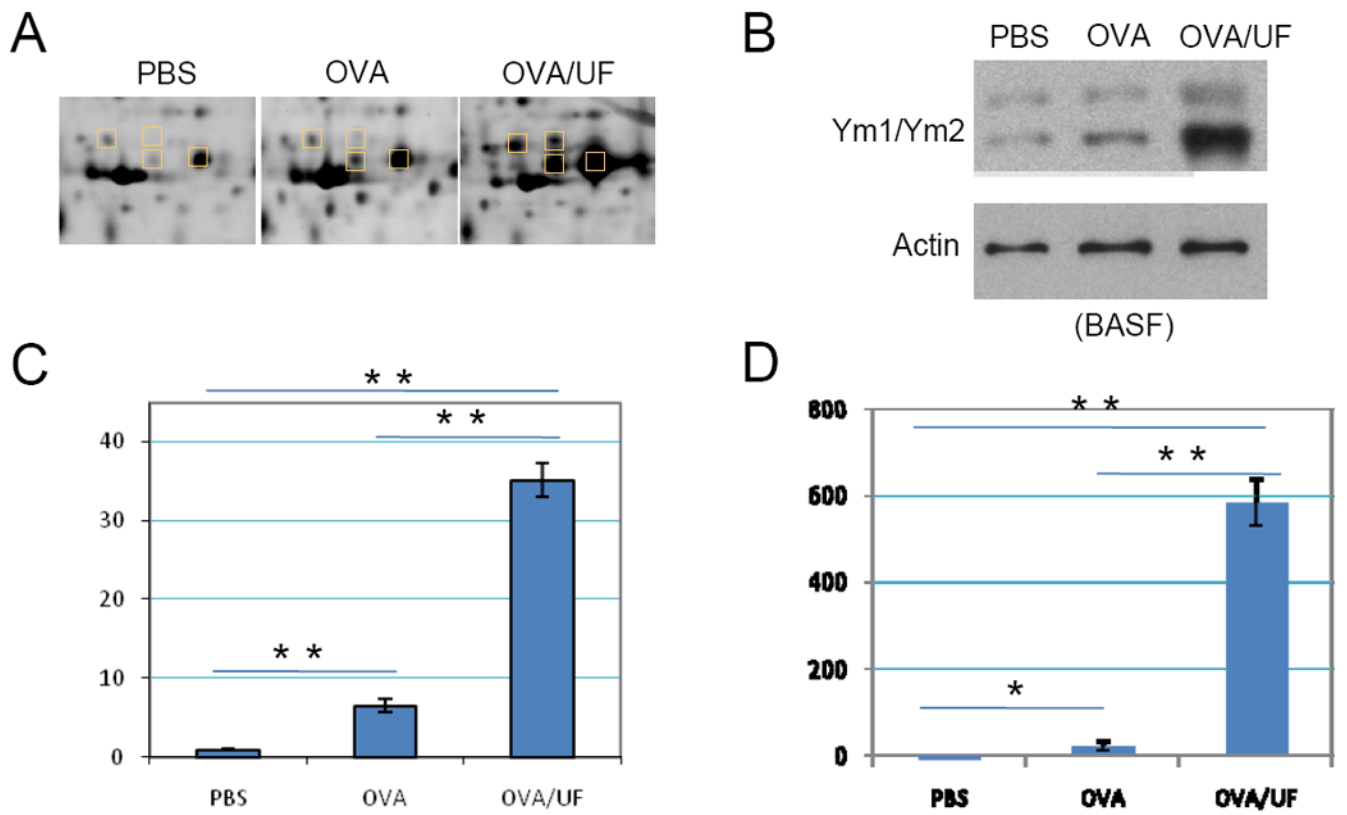 A
PBS OVA OVA/UF
B
PBS OVA OVA/UF
Ym1/Ym2
Actin
(BASF)
C
* *
* *
40
30
20
* *
10
0
PBS OVA OVA/UF
D
800
* *
* *
600
400
200
*
0
PBS OVA OVA/UF